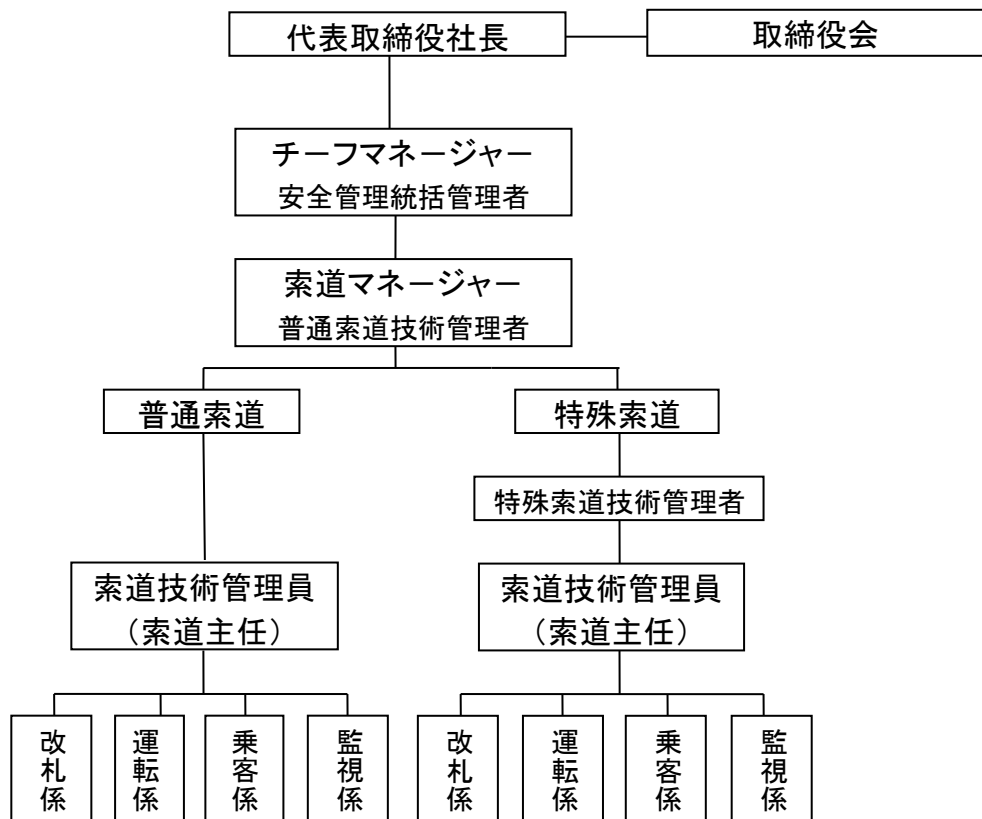 代表取締役社長
取締役会
チーフマネージャー
安全管理統括管理者
索道マネージャー
普通索道技術管理者
普通索道
特殊索道
特殊索道技術管理者
索道技術管理員
（索道主任）
索道技術管理員
（索道主任）
改札係
運転係
乗客係
監視係
改札係
運転係
乗客係
監視係